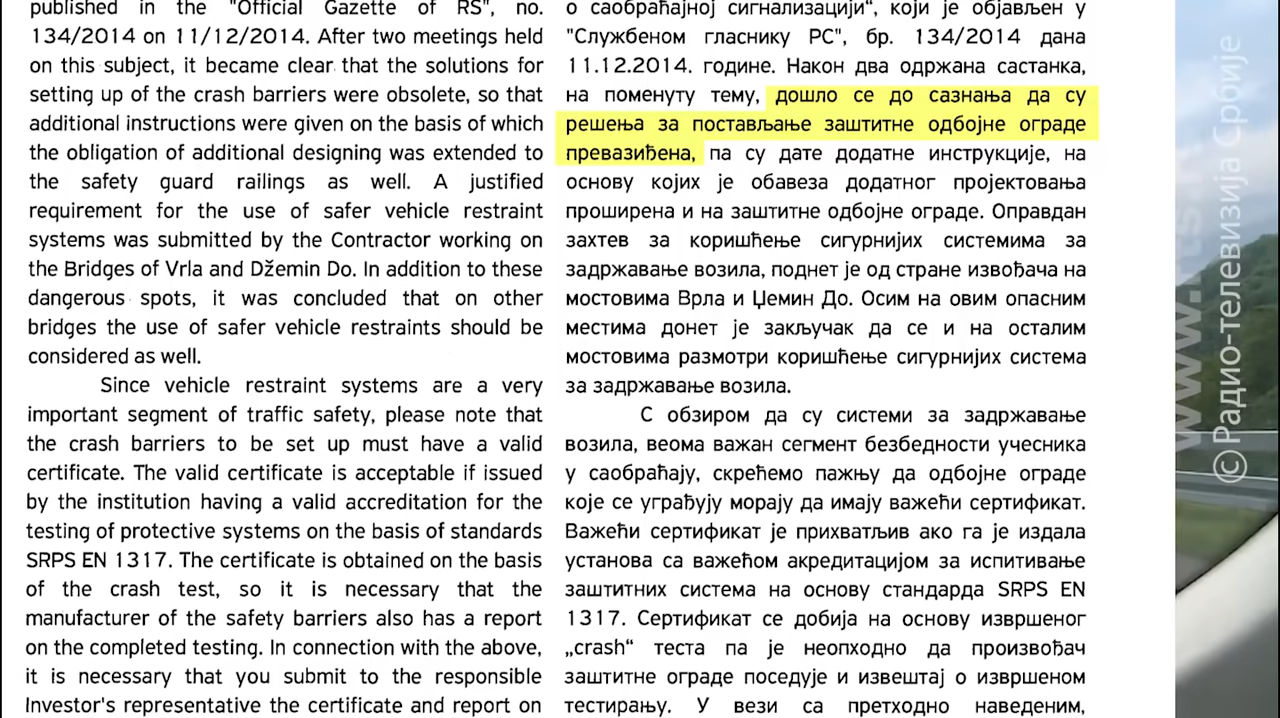 published in the "Official Gazette of RS", no.
134/2014 on 11/12/2014. After two meetings held
on this subject, it became clear that the solutions for
setting up of the crash barriers were obsolete, so that
additional instructions were given on the basis of which
the obligation of additional designing was extended to
the safety guard railings as well. A justified
requirement for the use of safer vehicle restraint
systems was submitted by the Contractor working on
the Bridges of Vrla and Džemin Do. In addition to these
dangerous spots, it was concluded that on other
bridges the use of safer vehicle restraints should be
considered as well.
Since vehicle restraint systems are a very
important segment of traffic safety, please note that
the crash barriers to be set up must have a valid
certificate. The valid certificate is acceptable if issued
by the institution having a valid accreditation for the
testing of protective systems on the basis of standards
SRPS EN 1317. The certificate is obtained on the basis
of the crash test, so it is necessary that the
manufacturer of the safety barriers also has a report
on the completed testing. In connection with the above,
it is necessary that you submit to the responsible
Investor's representative the certificate and report on
о саобраћајној сигнализацији“, који је објављен у
"Службеном гласнику РС", бр. 134/2014 дана
11.12.2014. године. Након два одржана састанка,
на поменуту тему, дошло се до сазнања да су
решења за постављање заштитне одбојне ограде
превазиђена, па су дате додатне инструкције, на
основу којих је обавеза додатног пројектовања
проширена и на заштитне одбојне ограде. Оправдан
захтев за коришћење сигурнијих системима за
задржавање возила, поднет је од стране извођача на
мостовима Врла и Џемин До. Осим на овим опасним
местима донет је закључак да се и на осталим
мостовима размотри коришћење сигурнијих система
за задржавање возила.
С обзиром да су системи за задржавање
возила, веома важан сегмент безбедности учесника
у саобраћају, скрећемо пажњу да одбојне ограде
које се уграђују морају да имају важећи сертификат.
Важећи сертификат је прихватљив ако га је издала
установа са важећом акредитацијом за испитивање
заштитних система на основу стандарда SRPS EN
1317. Сертификат се добија на основу извршеног
„crash“ теста па је неопходно да произвођач
заштитне ограде поседује и извештај о извршеном
тестирању. У вези са претходно наведеним,
© Радио-телевизија Србије